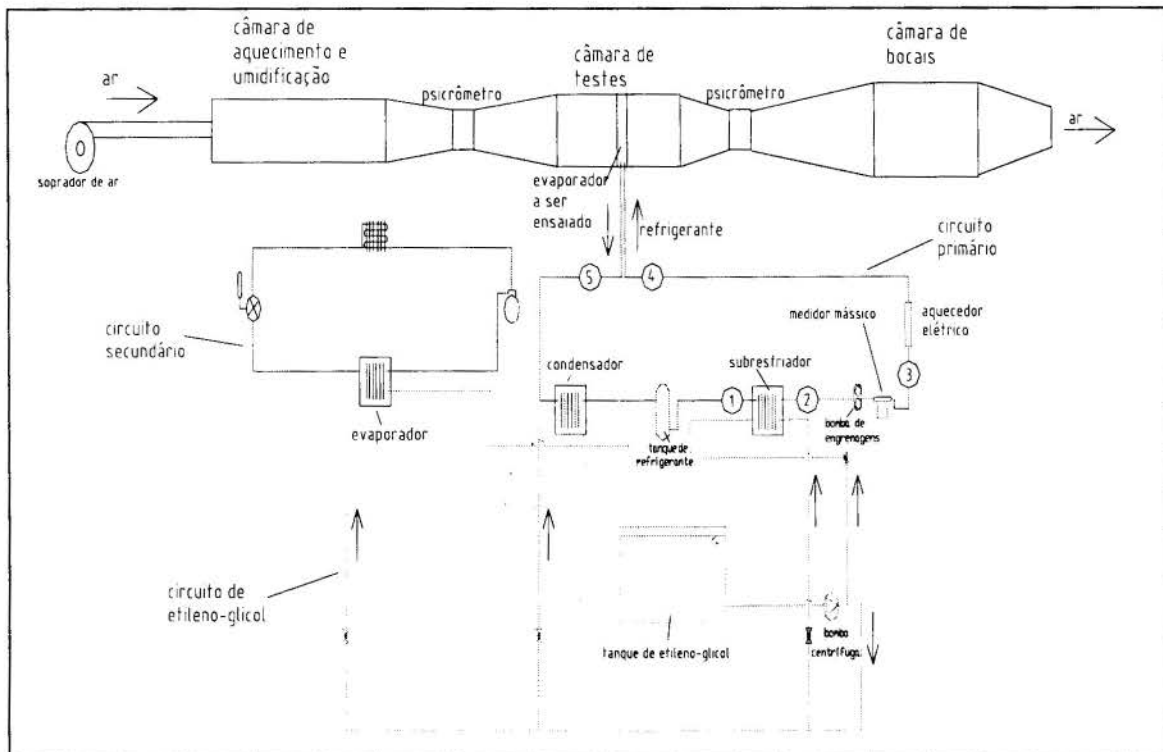 câmara de
aquecimento e
umidificação
câmara de
testes
câmara de
bocais
ar
psicrômetro
psicrômetro
ar
soprador de ar
evaporador
a ser
ensaiado
refrigerante
circuito
primário
5
4
medidor mássico
aquecedor
elétrico
circuito
secundário
condensador
subresfriador
3
1
2
evaporador
tanque de
refrigerante
bomba de
engrenagens
circuito de
etileno-glicol
tanque de etileno-glicol
bomba
centrífuga